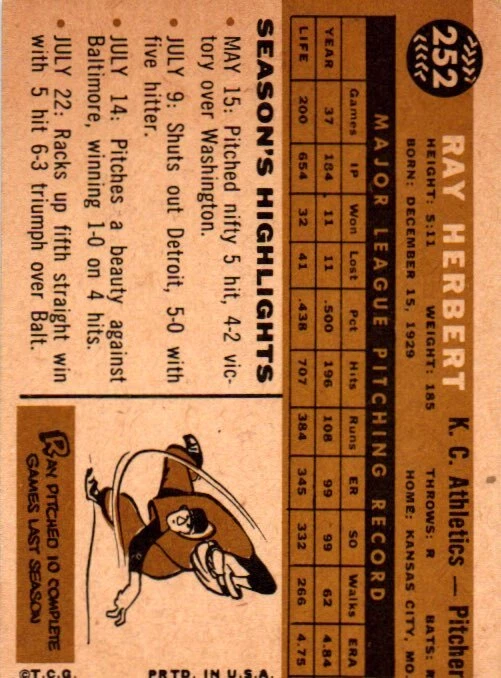 252
RAY HERBERT K. C. Athletics — Pitcher
HEIGHT: 5:11 WEIGHT: 185 THROWS: R BATS: R
BORN: DECEMBER 15, 1929 HOME: KANSAS CITY, MO.
MAJOR LEAGUE PITCHING RECORD
Games IP Won Lost Pct Hits Runs ER SO Walks ERA
YEAR 37 184 11 11 .500 196 108 99 99 62 4.84
LIFE 200 654 32 41 .438 707 384 345 332 266 4.75
SEASON'S HIGHLIGHTS
• MAY 15: Pitched nifty 5 hit, 4-2 vic-
tory over Washington.
• JULY 9: Shuts out Detroit, 5-0 with
five hitter.
• JULY 14: Pitches a beauty against
Baltimore, winning 1-0 on 4 hits.
• JULY 22: Racks up fifth straight win
with 5 hit 6-3 triumph over Balt.
RAY PITCHED 10 COMPLETE
GAMES LAST SEASON
©T.C.G. PRTD. IN U.S.A.